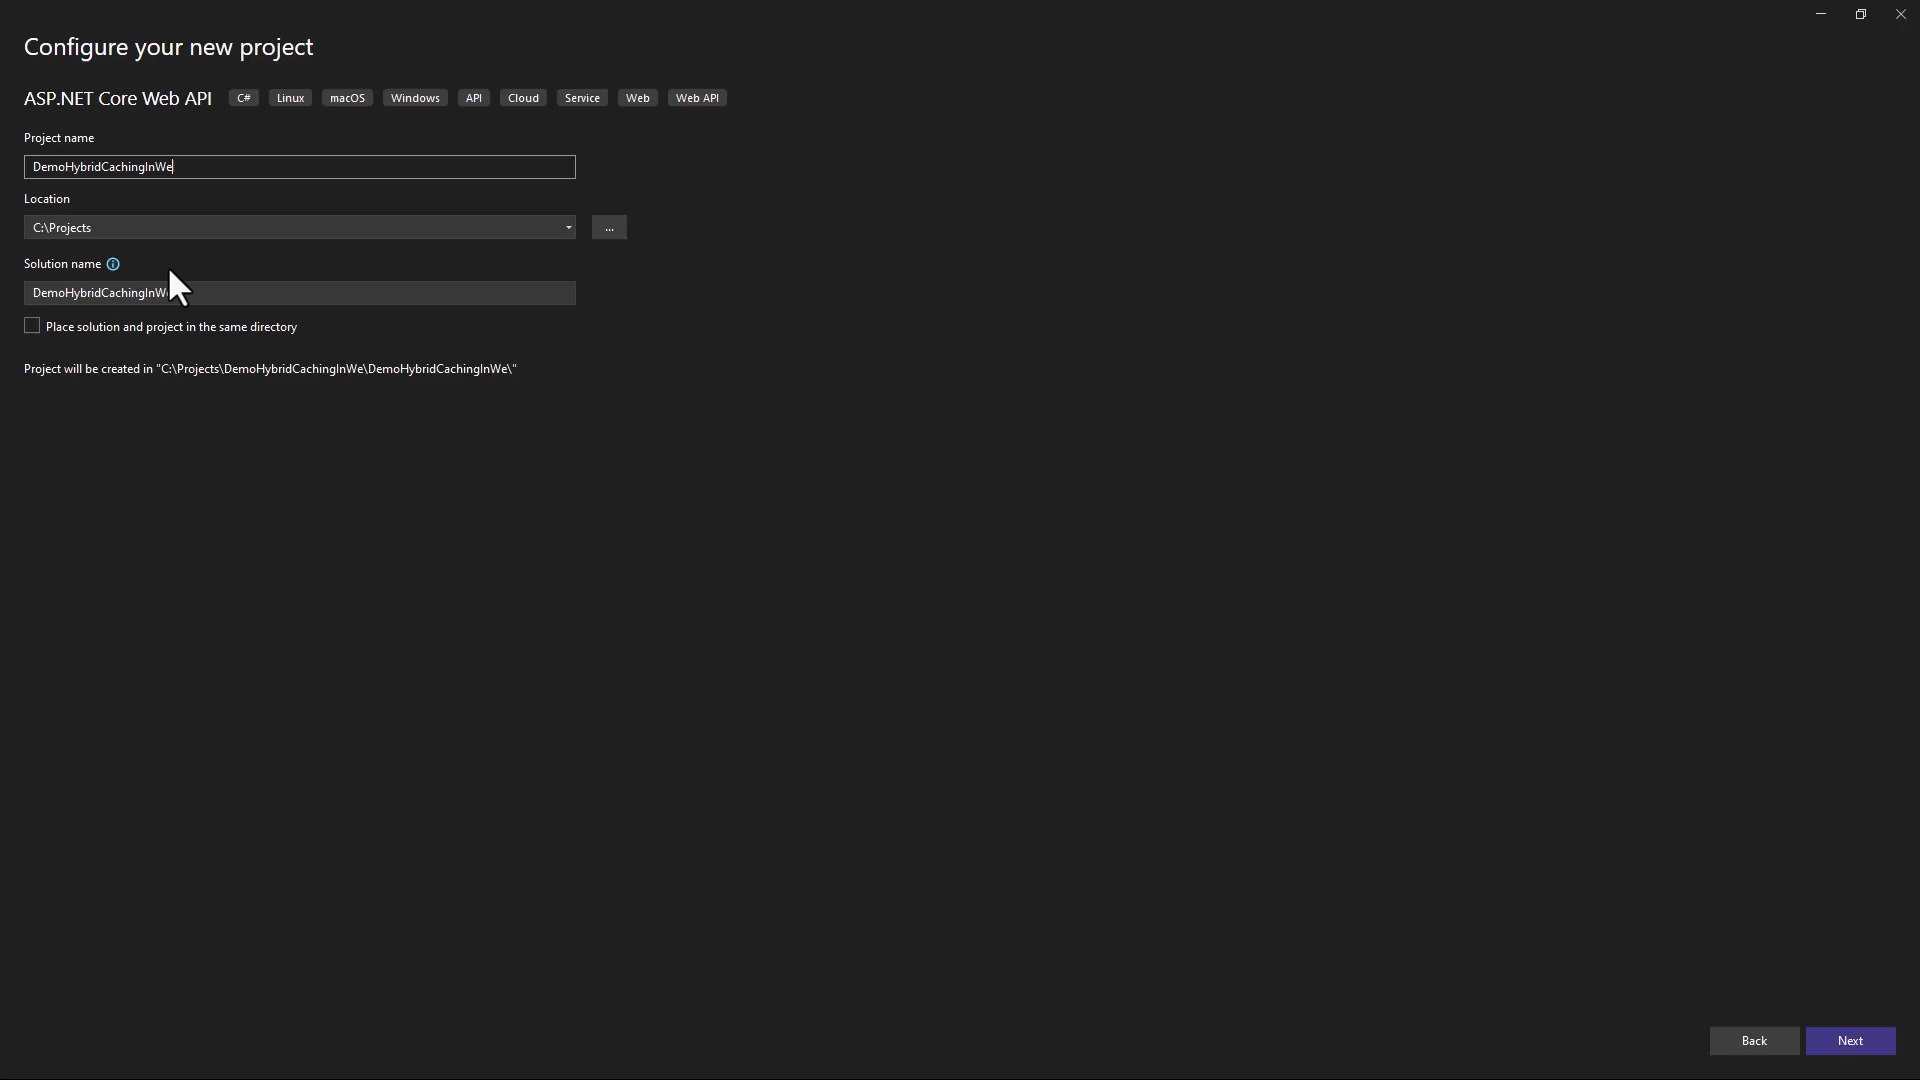 Configure your new project
ASP.NET Core Web API C# Linux macOS Windows API Cloud Service Web Web API
Project name
DemoHybridCachingInWe
Location
C:\Projects
...
Solution name
DemoHybridCachingInW
Place solution and project in the same directory
Project will be created in "C:\Projects\DemoHybridCachingInWe\DemoHybridCachingInWe\"
Back Next